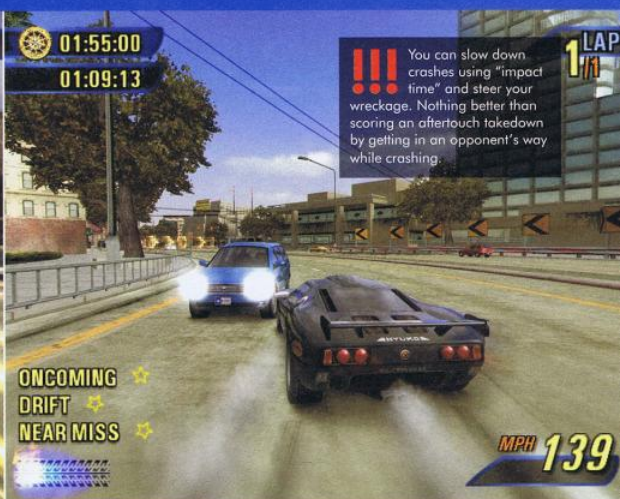 01:55:00
01:09:13
!!!
You can slow down
crashes using "impact
time" and steer your
wreckage. Nothing better than
scoring an aftertouch takedown
by getting in an opponent's way
while crashing.
LAP
1/1
ONCOMING
DRIFT
NEAR MISS
MPH 139